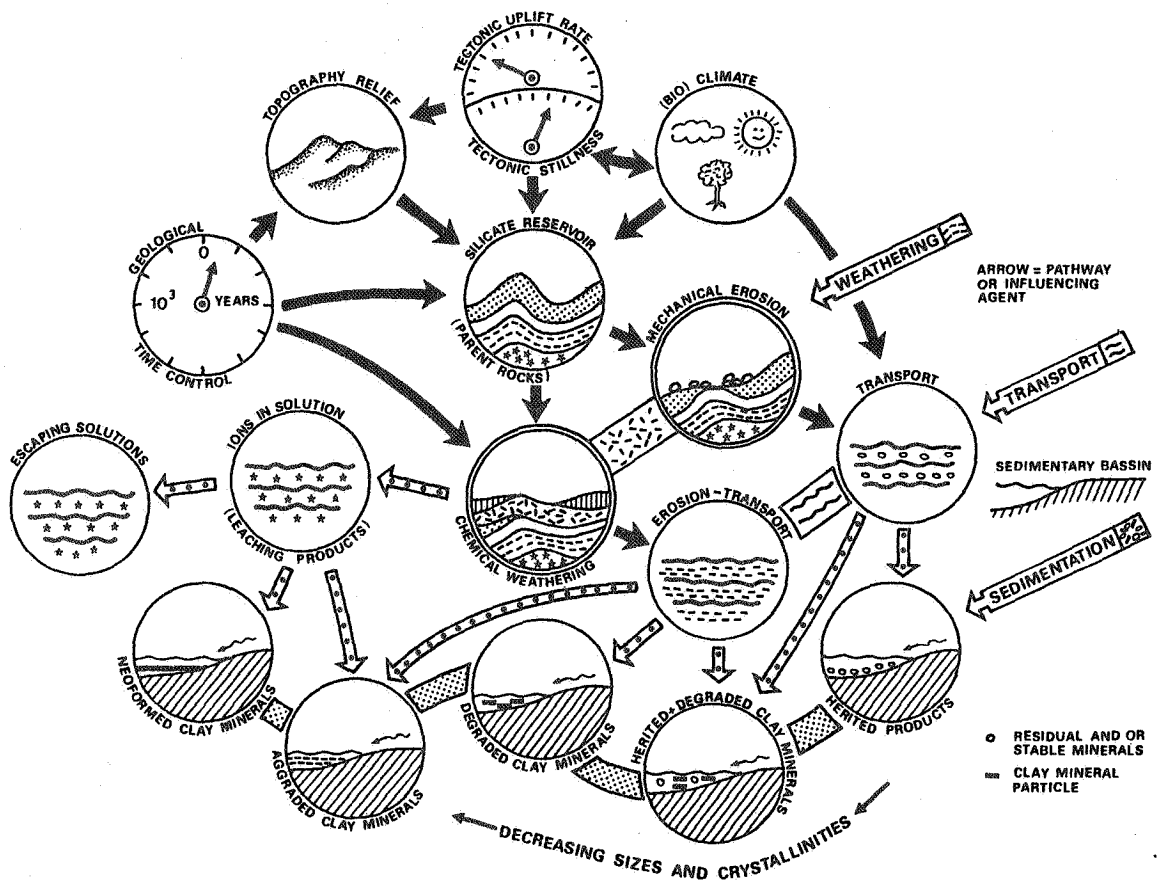 TECTONIC UPLIFT RATE
TECTONIC STILLNESS
TOPOGRAPHY RELIEF
(BIO) CLIMATE
GEOLOGICAL
0
10³ YEARS
TIME CONTROL
SILICATE RESERVOIR
(PARENT ROCKS)
MECHANICAL EROSION
WEATHERING
ARROW = PATHWAY
OR INFLUENCING
AGENT
TRANSPORT
TRANSPORT
ESCAPING SOLUTIONS
IONS IN SOLUTION
(LEACHING PRODUCTS)
CHEMICAL WEATHERING
EROSION-TRANSPORT
SEDIMENTARY BASSIN
SEDIMENTATION
NEOFORMED CLAY MINERALS
AGGRADED CLAY MINERALS
DEGRADED CLAY MINERALS
HERITED+DEGRADED CLAY MINERALS
HERITED PRODUCTS
RESIDUAL AND OR
STABLE MINERALS
CLAY MINERAL
PARTICLE
DECREASING SIZES AND CRYSTALLINITIES